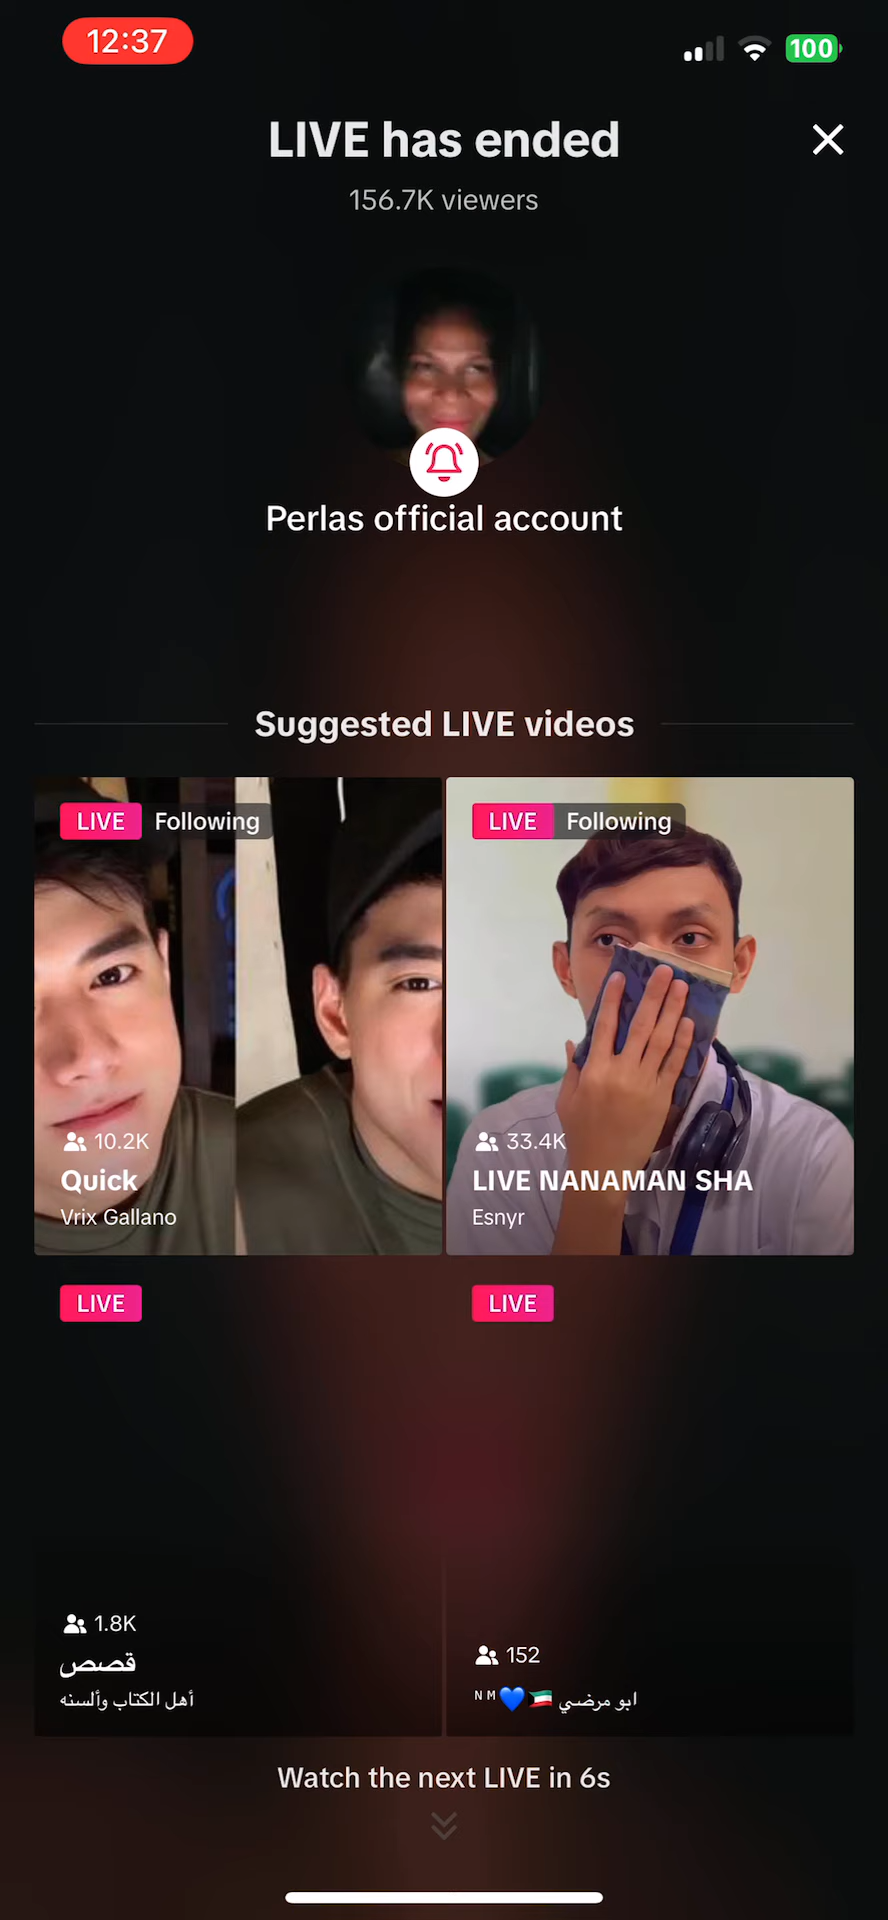 12:37
100
LIVE has ended
156.7K viewers
Perlas official account
Suggested LIVE videos
LIVE Following
LIVE Following
10.2K
Quick
Vrix Gallano
33.4K
LIVE NANAMAN SHA
Esnyr
LIVE
LIVE
1.8K
قصص
أهل الكتاب وألسنه
152
ᴺ ᴹ💙🇰🇼 ابو مرضي
Watch the next LIVE in 6s